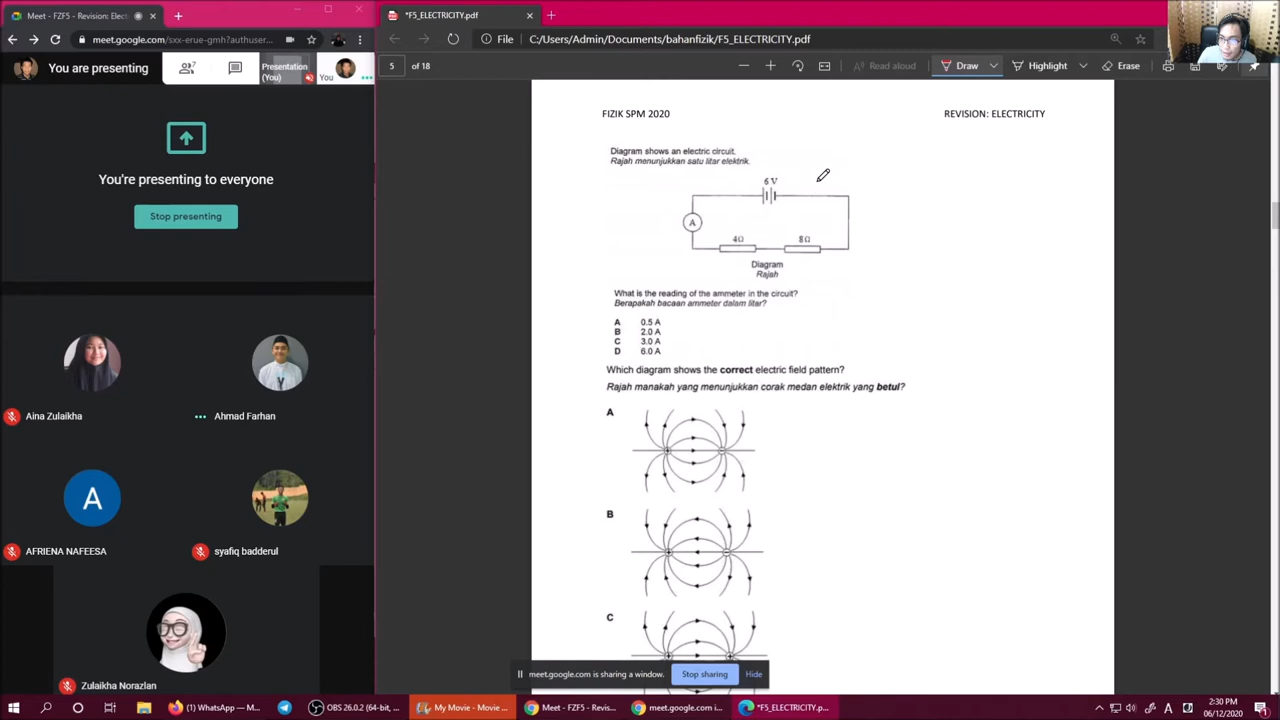 Meet - FZF5 - ELECTRICITY
*F5_ELECTRICITY.pdf
meet.google.com/sxx-erue-gmh?authuser...
File
C:/Users/Admin/Documents/bahanfizik/F5_ELECTRICITY.pdf
You are presenting
7
Presentation
(You)
You
5
of 18
Read aloud
Draw
Highlight
Erase
You're presenting to everyone
Stop presenting
Aina Zulaikha
Ahmad Farhan
A
AFRIENA NAFEESA
syafiq badderul
Zulaikha Norazlan
FIZIK SPM 2020
REVISION: ELECTRICITY
Diagram shows an electric circuit.
Rajah menunjukkan satu litar elektrik.
6 V
A
4Ω
8Ω
Diagram
Rajah
What is the reading of the ammeter in the circuit?
Berapakah bacaan ammeter dalam litar?
A 0.5 A
B 2.0 A
C 3.0 A
D 6.0 A
Which diagram shows the correct electric field pattern?
Rajah manakah yang menunjukkan corak medan elektrik yang betul?
A
B
C
meet.google.com is sharing a window.
Stop sharing
Hide
(1) WhatsApp — M...
OBS 26.0.2 (64-bit, ...
My Movie - Movie ...
Meet - FZF5 - Revis...
meet.google.com i...
*F5_ELECTRICITY.p...
2:30 PM
06/12/2020